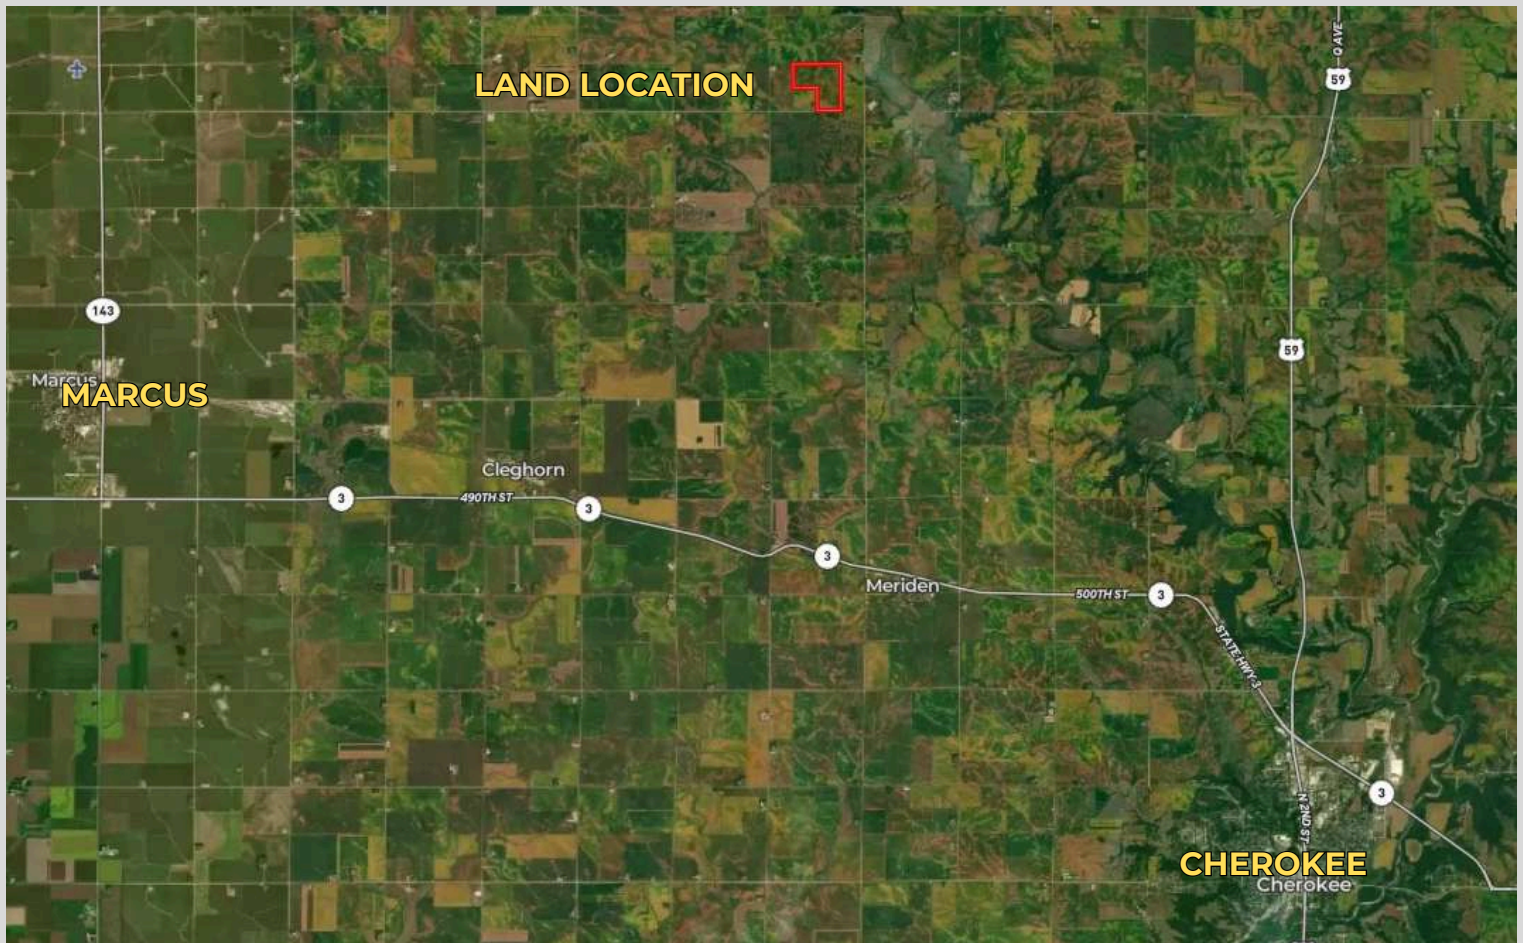 Q AVE
59
LAND LOCATION
143
59
Marcus
MARCUS
Cleghorn
3
490TH ST
3
3
Meriden
500TH ST
3
STATE HWY 3
3
N 2ND ST
CHEROKEE
Cherokee